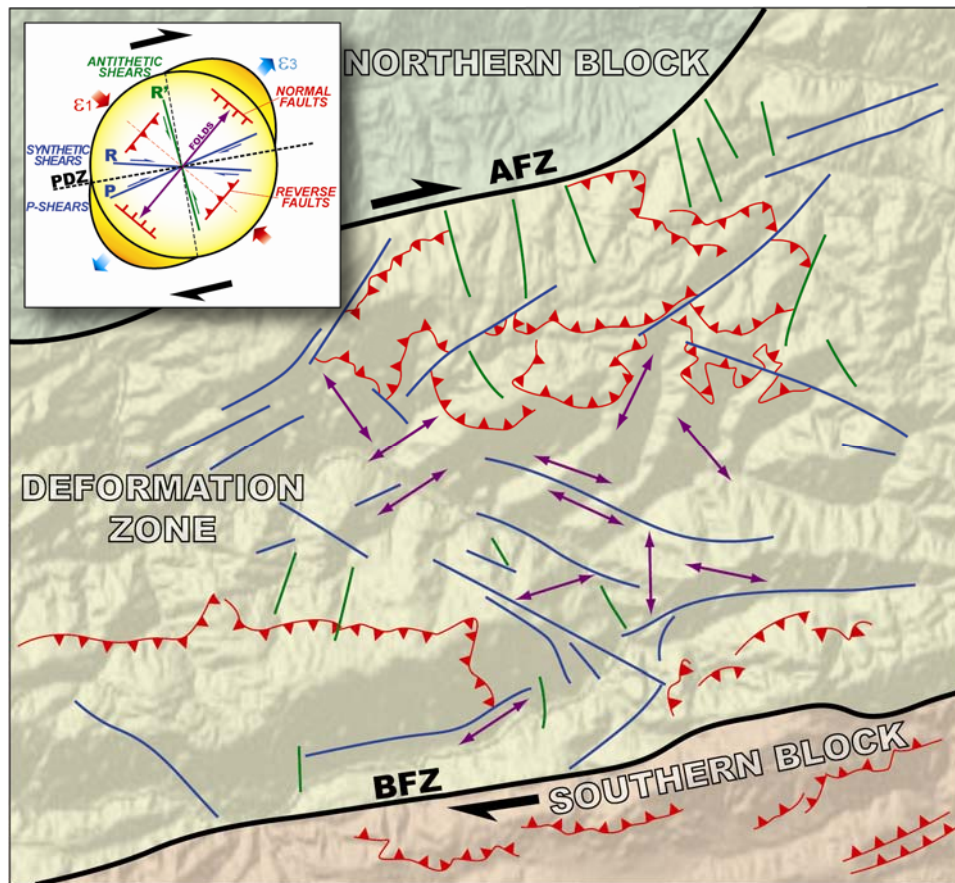 ANTITHETIC
SHEARS
R'
ε3
ε1
NORMAL
FAULTS
FOLDS
SYNTHETIC
SHEARS
R
PDZ
P
P-SHEARS
REVERSE
FAULTS
NORTHERN BLOCK
AFZ
DEFORMATION
ZONE
BFZ
SOUTHERN BLOCK